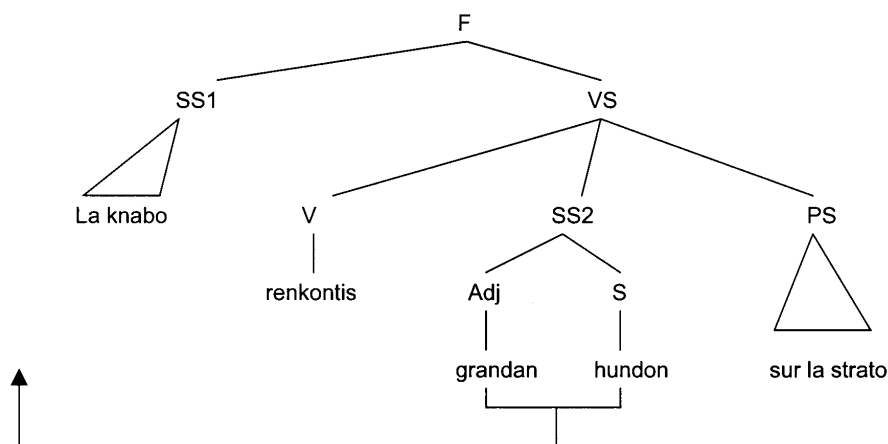 F
SS1 VS
La knabo V SS2 PS
renkontis Adj S
grandan hundon sur la strato